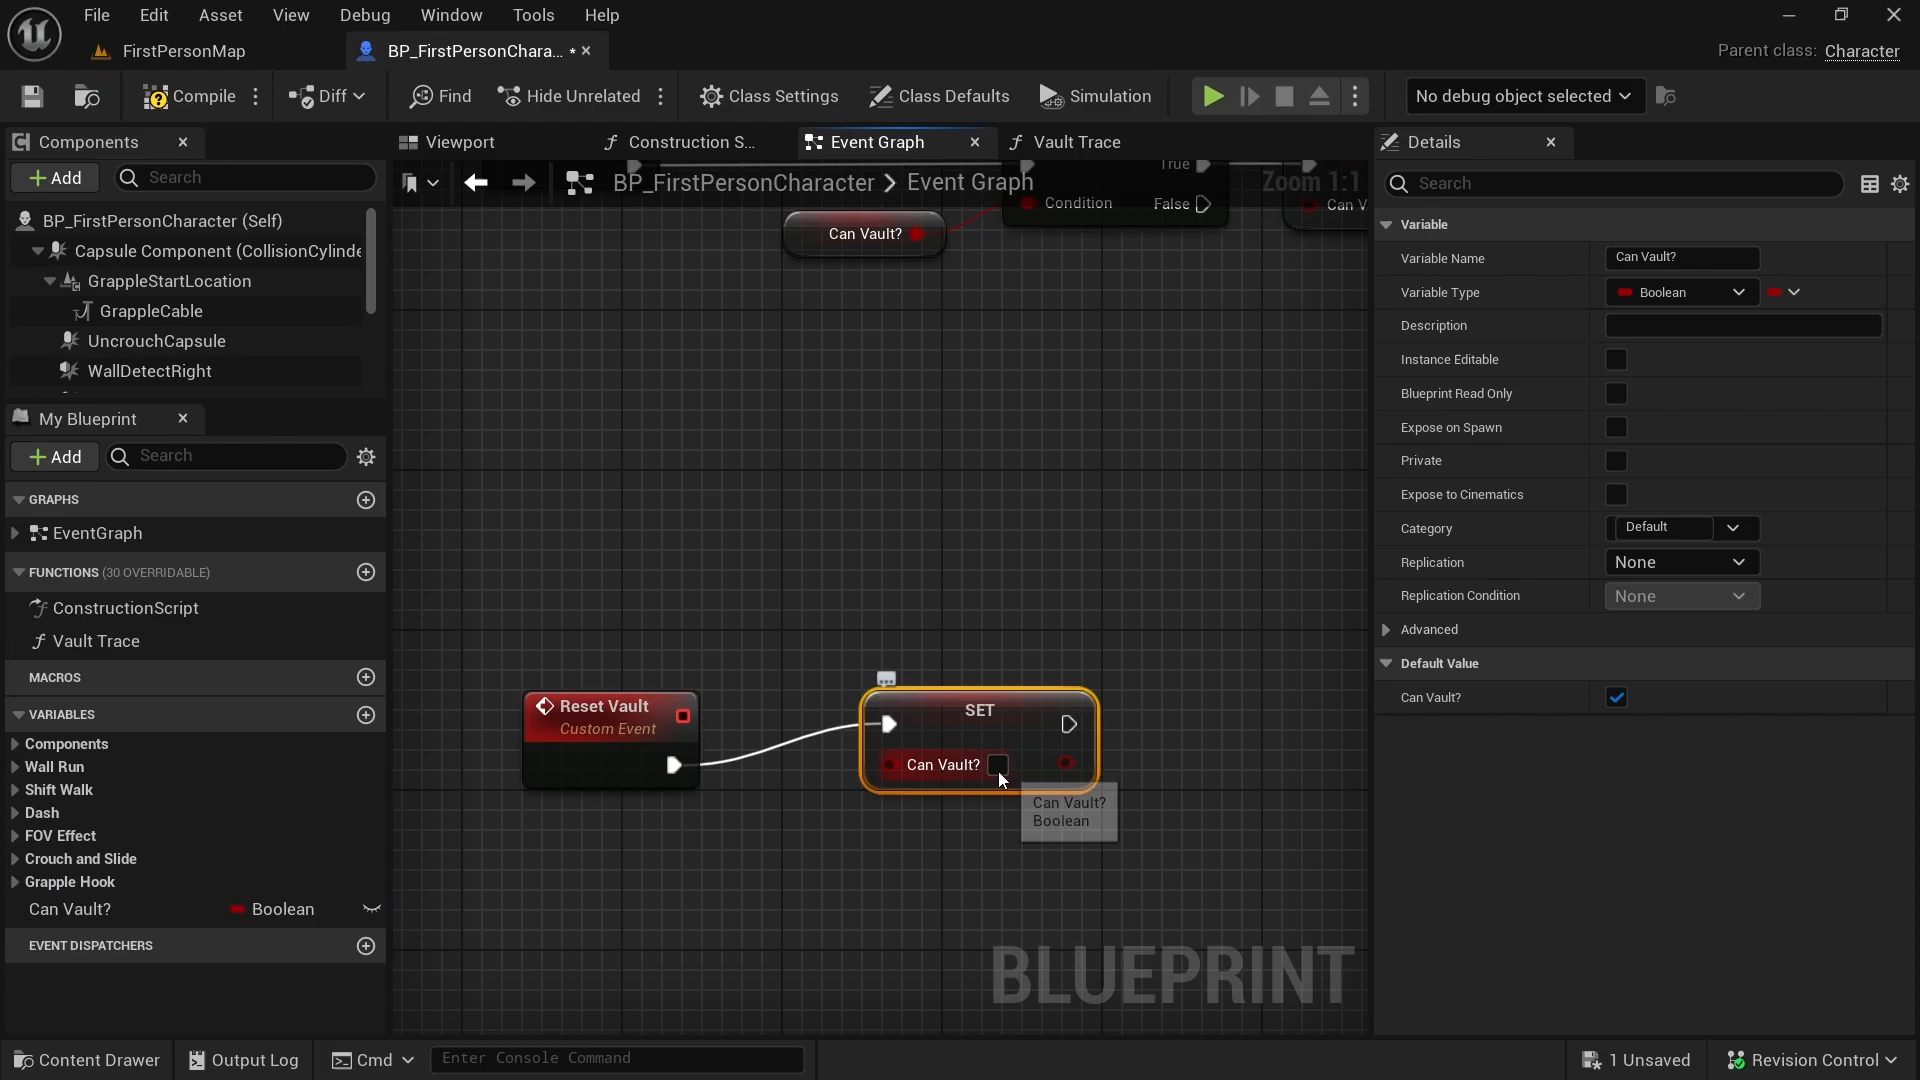 File Edit Asset View Debug Window Tools Help
FirstPersonMap
BP_FirstPersonChara... *
Parent class: Character
Compile
Diff
Find
Hide Unrelated
Class Settings
Class Defaults
Simulation
No debug object selected
Components
Add
Search
BP_FirstPersonCharacter (Self)
Capsule Component (CollisionCylinde
GrappleStartLocation
GrappleCable
UncrouchCapsule
WallDetectRight
My Blueprint
Add
Search
GRAPHS
EventGraph
FUNCTIONS (30 OVERRIDABLE)
ConstructionScript
Vault Trace
MACROS
VARIABLES
Components
Wall Run
Shift Walk
Dash
FOV Effect
Crouch and Slide
Grapple Hook
Can Vault? Boolean
EVENT DISPATCHERS
Viewport
Construction S...
Event Graph
Vault Trace
BP_FirstPersonCharacter > Event Graph
Zoom 1:1
True
Condition False
Can V
Can Vault?
Reset Vault
Custom Event
SET
Can Vault?
Can Vault?
Boolean
BLUEPRINT
Details
Search
Variable
Variable Name Can Vault?
Variable Type Boolean
Description
Instance Editable
Blueprint Read Only
Expose on Spawn
Private
Expose to Cinematics
Category Default
Replication None
Replication Condition None
Advanced
Default Value
Can Vault?
Content Drawer
Output Log
Cmd
Enter Console Command
1 Unsaved
Revision Control